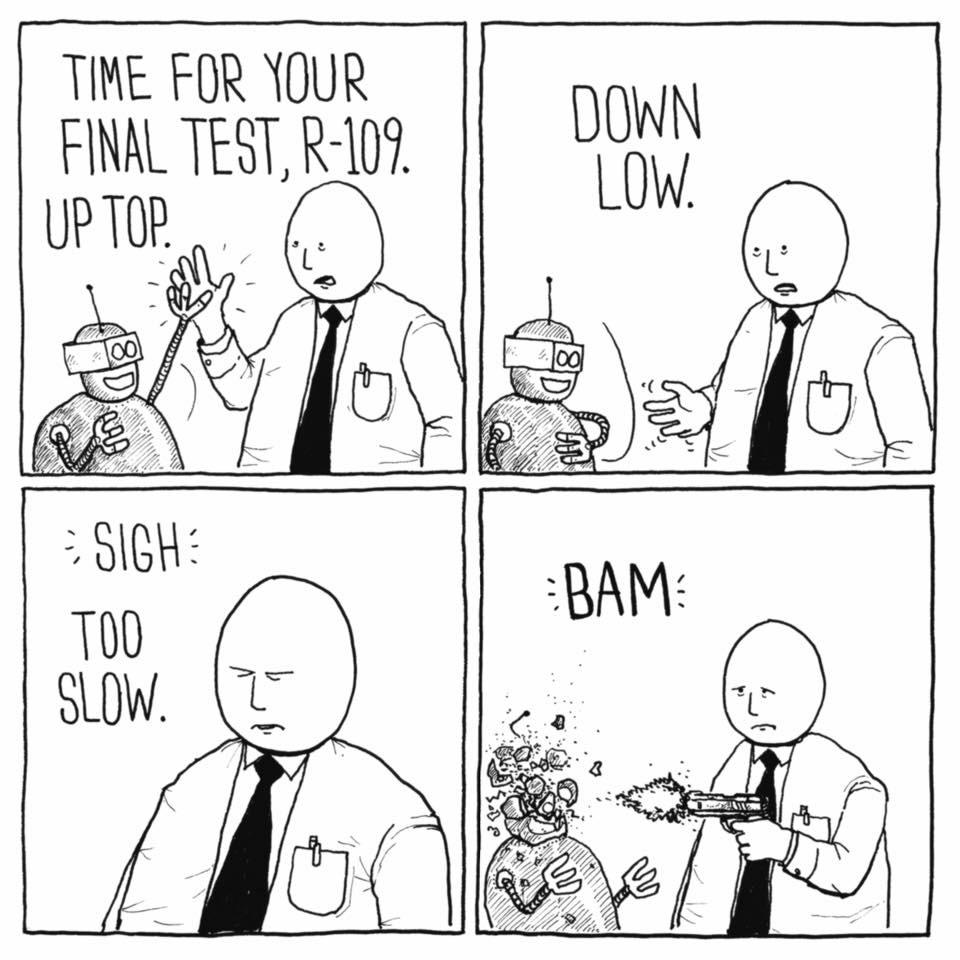 TIME FOR YOUR
FINAL TEST, R-109.
UP TOP.
DOWN
LOW.
SIGH
TOO
SLOW.
BAM